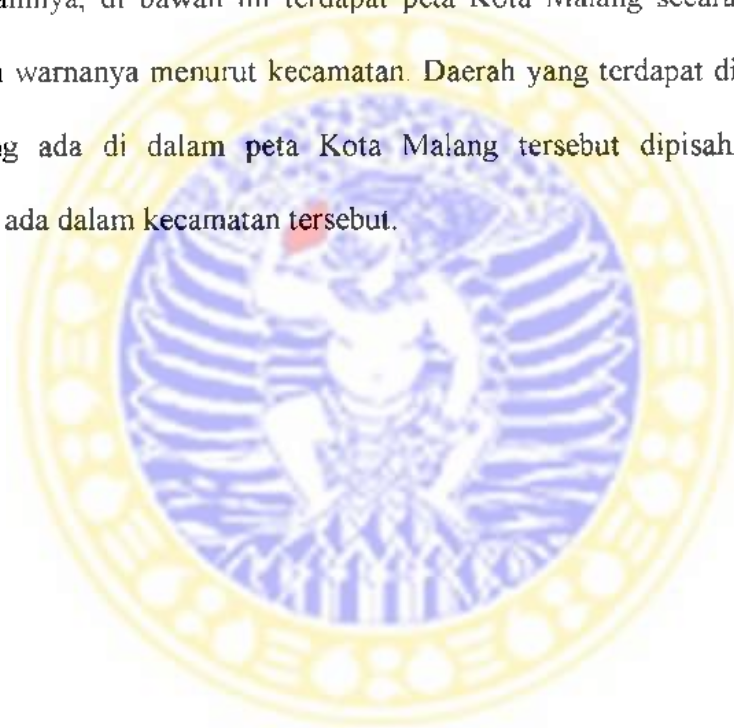 di bawah ini terdapat peta Kota Malang secara
warnanya menurut kecamatan. Daerah yang terdapat di
ada di dalam peta Kota Malang tersebut dipisah
ada dalam kecamatan tersebut.